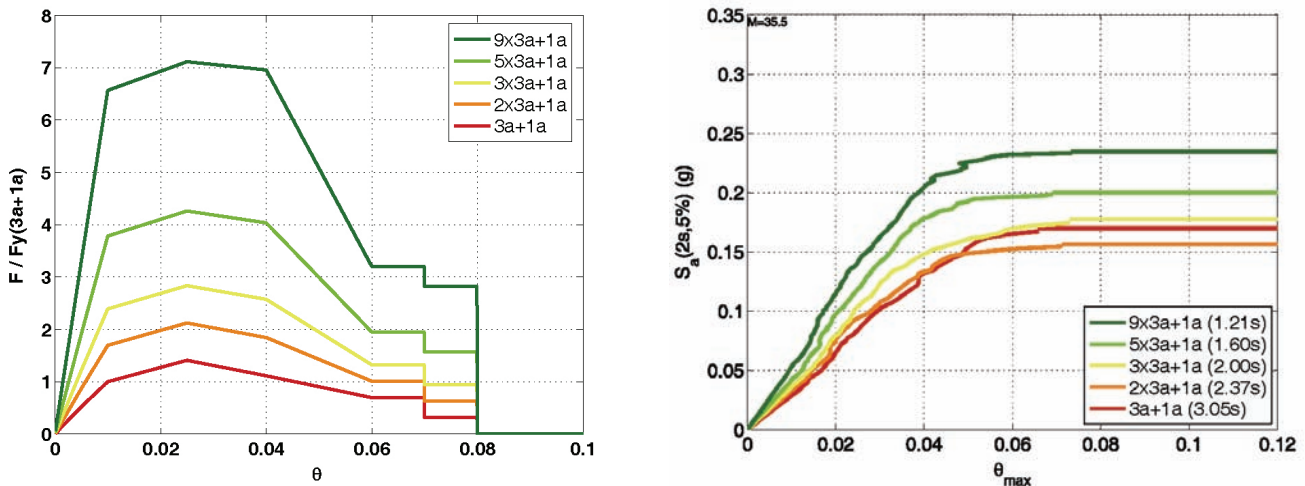 8
7
6
5
4
3
2
1
0
F / Fy(3a+1a)
9x3a+1a
5x3a+1a
3x3a+1a
2x3a+1a
3a+1a
0 0.02 0.04 0.06 0.08 0.1
θ
0.35
0.3
0.25
0.2
0.15
0.1
0.05
0
Sa(2s,5%) (g)
M=35.5
9x3a+1a (1.21s)
5x3a+1a (1.60s)
3x3a+1a (2.00s)
2x3a+1a (2.37s)
3a+1a (3.05s)
0 0.02 0.04 0.06 0.08 0.1 0.12
θmax